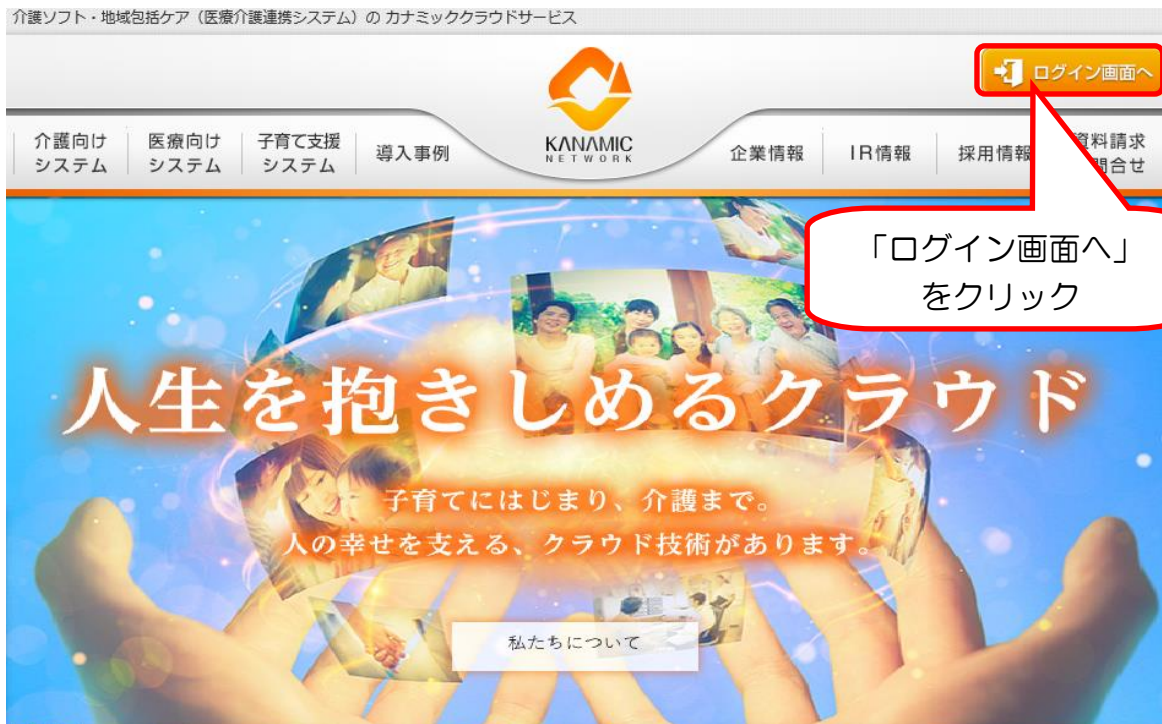 介護ソフト・地域包括ケア（医療介護連携システム）の カナミッククラウドサービス
ログイン画面へ
介護向け
システム
医療向け
システム
子育て支援
システム
導入事例
KANAMIC
NETWORK
企業情報
IR情報
採用情報
資料請求
問合せ
「ログイン画面へ」
をクリック
人生を抱きしめるクラウド
子育てにはじまり、介護まで。
人の幸せを支える、クラウド技術があります。
私たちについて